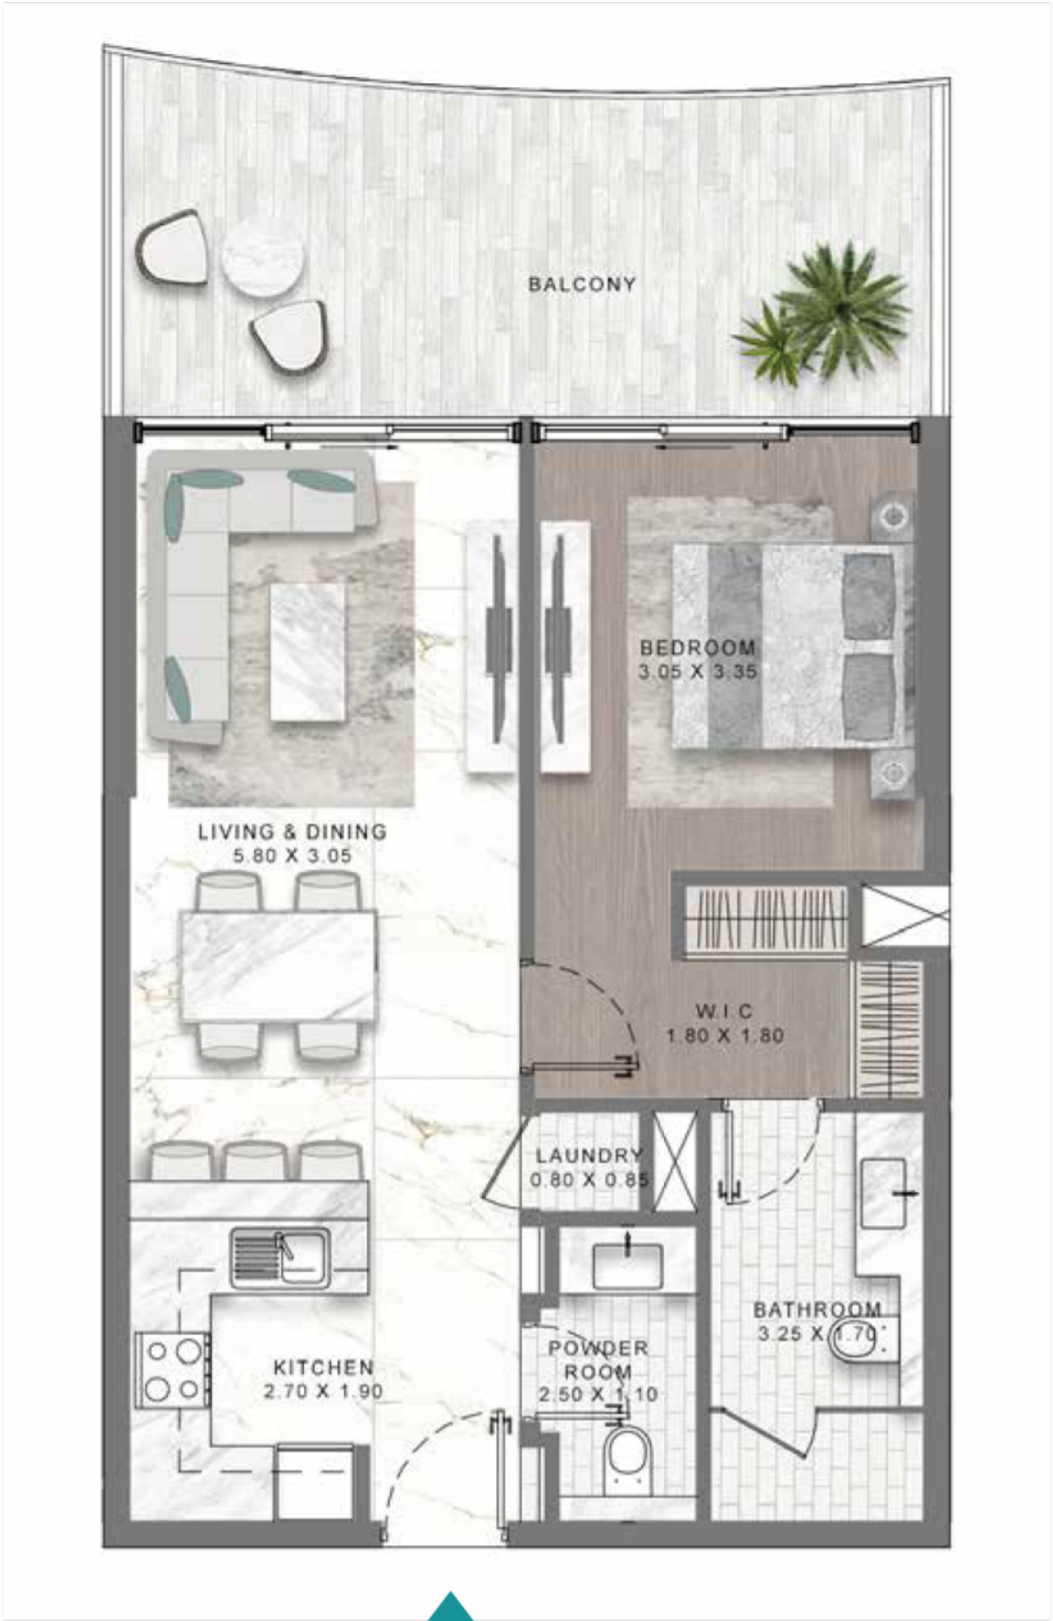 BALCONY
BEDROOM
3.05 X 3.35
LIVING & DINING
5.80 X 3.05
W.I.C
1.80 X 1.80
LAUNDRY
0.80 X 0.85
BATHROOM
3.25 X 1.70
POWDER
ROOM
2.50 X 1.10
KITCHEN
2.70 X 1.90